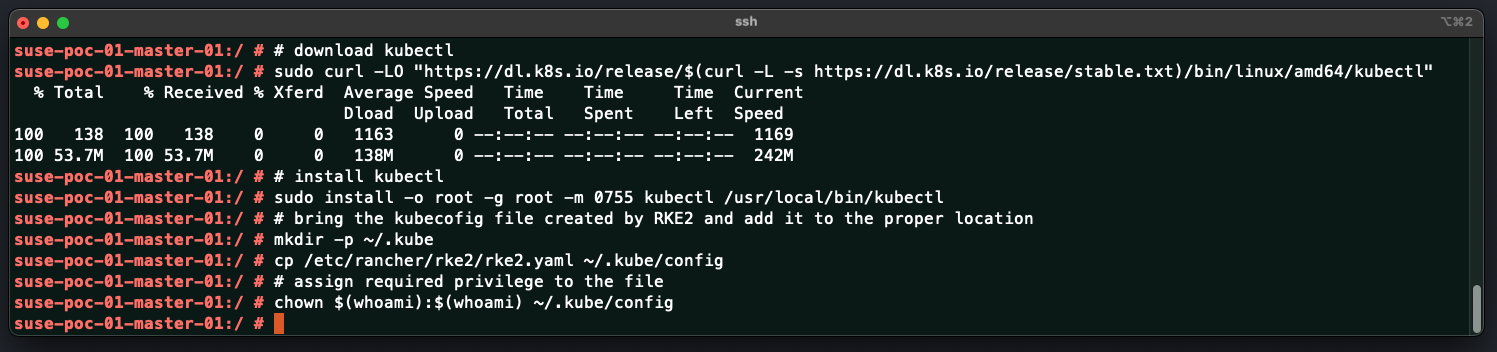 ssh
⌥⌘2
suse-poc-01-master-01:/ # # download kubectl
suse-poc-01-master-01:/ # sudo curl -LO "https://dl.k8s.io/release/$(curl -L -s https://dl.k8s.io/release/stable.txt)/bin/linux/amd64/kubectl"
  % Total    % Received % Xferd  Average Speed   Time    Time     Time  Current
                                 Dload  Upload   Total   Spent    Left  Speed
100   138  100   138    0     0   1163      0 --:--:-- --:--:-- --:--:--  1169
100 53.7M  100 53.7M    0     0   138M      0 --:--:-- --:--:-- --:--:--  242M
suse-poc-01-master-01:/ # # install kubectl
suse-poc-01-master-01:/ # sudo install -o root -g root -m 0755 kubectl /usr/local/bin/kubectl
suse-poc-01-master-01:/ # # bring the kubecofig file created by RKE2 and add it to the proper location
suse-poc-01-master-01:/ # mkdir -p ~/.kube
suse-poc-01-master-01:/ # cp /etc/rancher/rke2/rke2.yaml ~/.kube/config
suse-poc-01-master-01:/ # # assign required privilege to the file
suse-poc-01-master-01:/ # chown $(whoami):$(whoami) ~/.kube/config
suse-poc-01-master-01:/ #